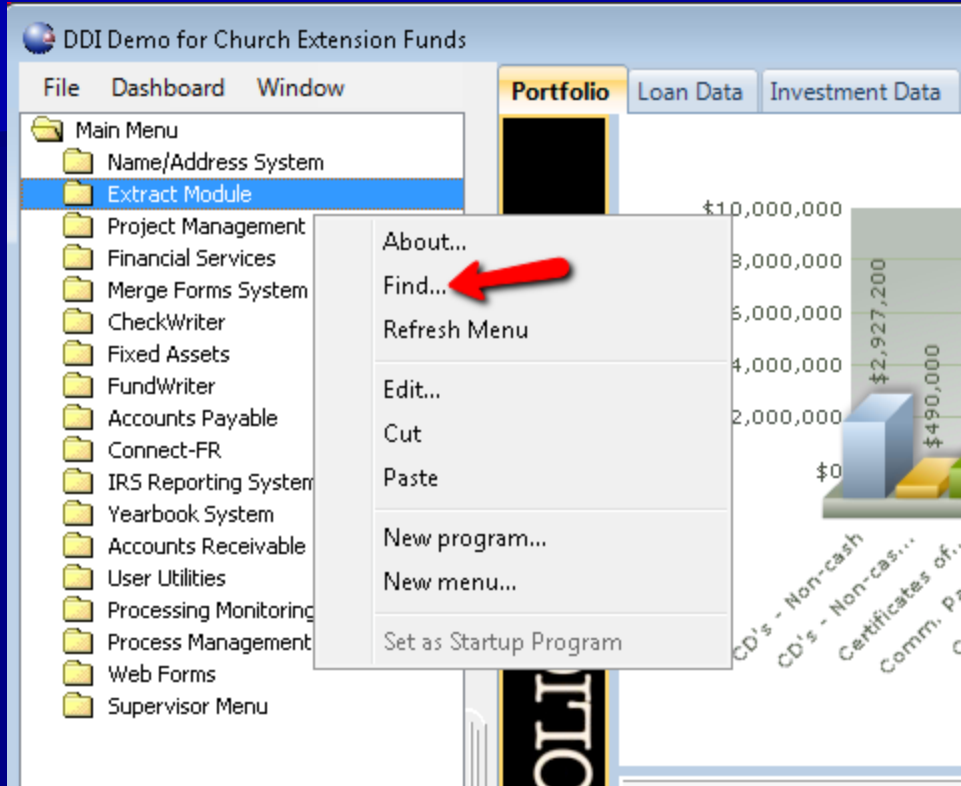 DDI Demo for Church Extension Funds
File Dashboard Window
Portfolio Loan Data Investment Data
Main Menu
Name/Address System
Extract Module
Project Management
Financial Services
Merge Forms System
CheckWriter
Fixed Assets
FundWriter
Accounts Payable
Connect-FR
IRS Reporting System
Yearbook System
Accounts Receivable
User Utilities
Processing Monitoring
Process Management
Web Forms
Supervisor Menu
About...
Find...
Refresh Menu
Edit...
Cut
Paste
New program...
New menu...
Set as Startup Program
$10,000,000
8,000,000
6,000,000
4,000,000
2,000,000
$0
$2,927,200
$490,000
CD's - Non-cash
CD's - Non-cas...
Certificates of...
Comm. Pa
OLIO